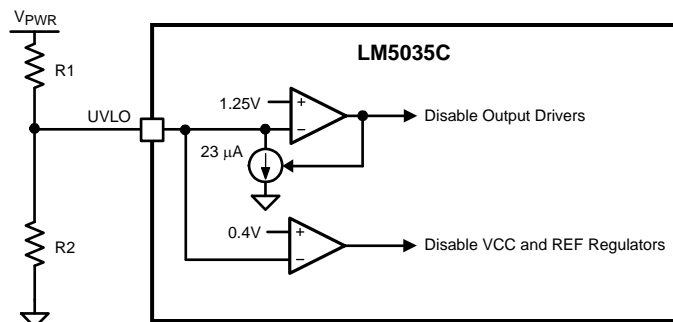 VPWR
LM5035C
R1
1.25V
+
UVLO
Disable Output Drivers
−
23 μA
0.4V
+
R2
Disable VCC and REF Regulators
−